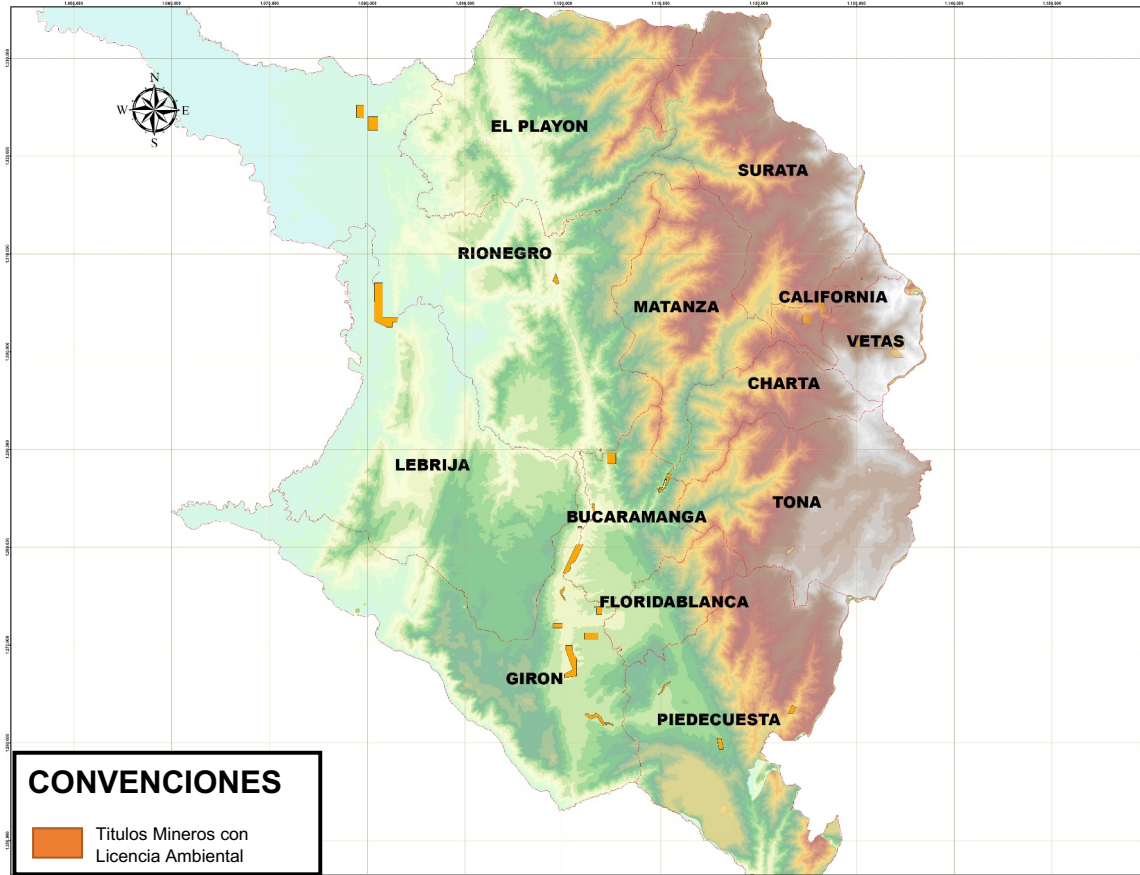 N
W E
S
EL PLAYON
SURATA
RIONEGRO
CALIFORNIA
MATANZA
VETAS
CHARTA
LEBRIJA
TONA
BUCARAMANGA
FLORIDABLANCA
GIRON
PIEDECUESTA
CONVENCIONES
Titulos Mineros con
Licencia Ambiental